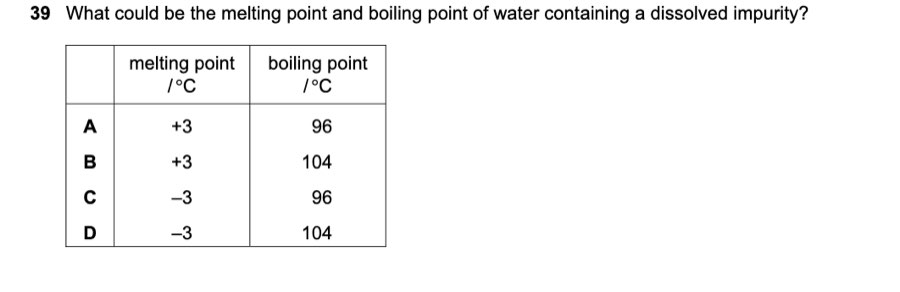 39 What could be the melting point and boiling point of water containing a dissolved impurity?
melting point boiling point
/ °C / °C
A +3 96
B +3 104
C –3 96
D –3 104